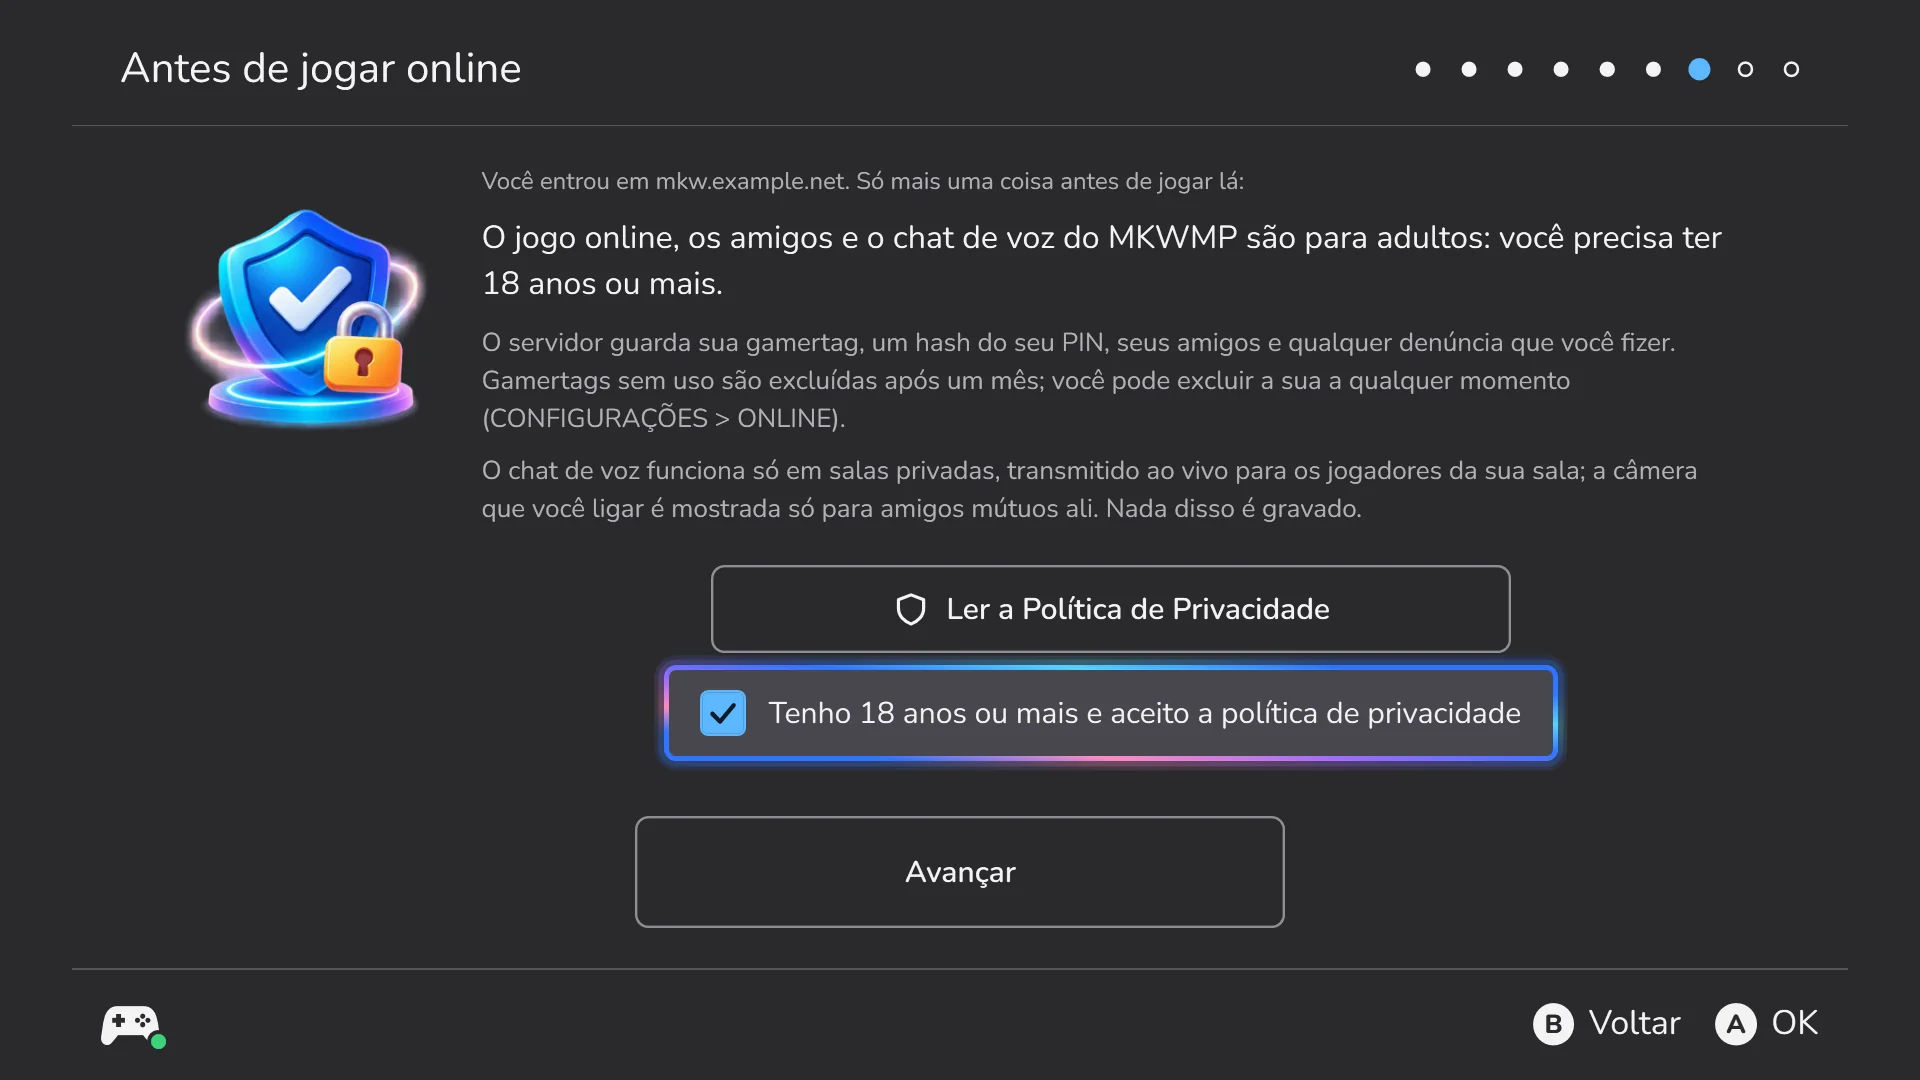 Antes de jogar online
Você entrou em mkw.example.net. Só mais uma coisa antes de jogar lá:
O jogo online, os amigos e o chat de voz do MKWMP são para adultos: você precisa ter
18 anos ou mais.
O servidor guarda sua gamertag, um hash do seu PIN, seus amigos e qualquer denúncia que você fizer.
Gamertags sem uso são excluídas após um mês; você pode excluir a sua a qualquer momento
(CONFIGURAÇÕES > ONLINE).
O chat de voz funciona só em salas privadas, transmitido ao vivo para os jogadores da sua sala; a câmera
que você ligar é mostrada só para amigos mútuos ali. Nada disso é gravado.
Ler a Política de Privacidade
Tenho 18 anos ou mais e aceito a política de privacidade
Avançar
B Voltar A OK